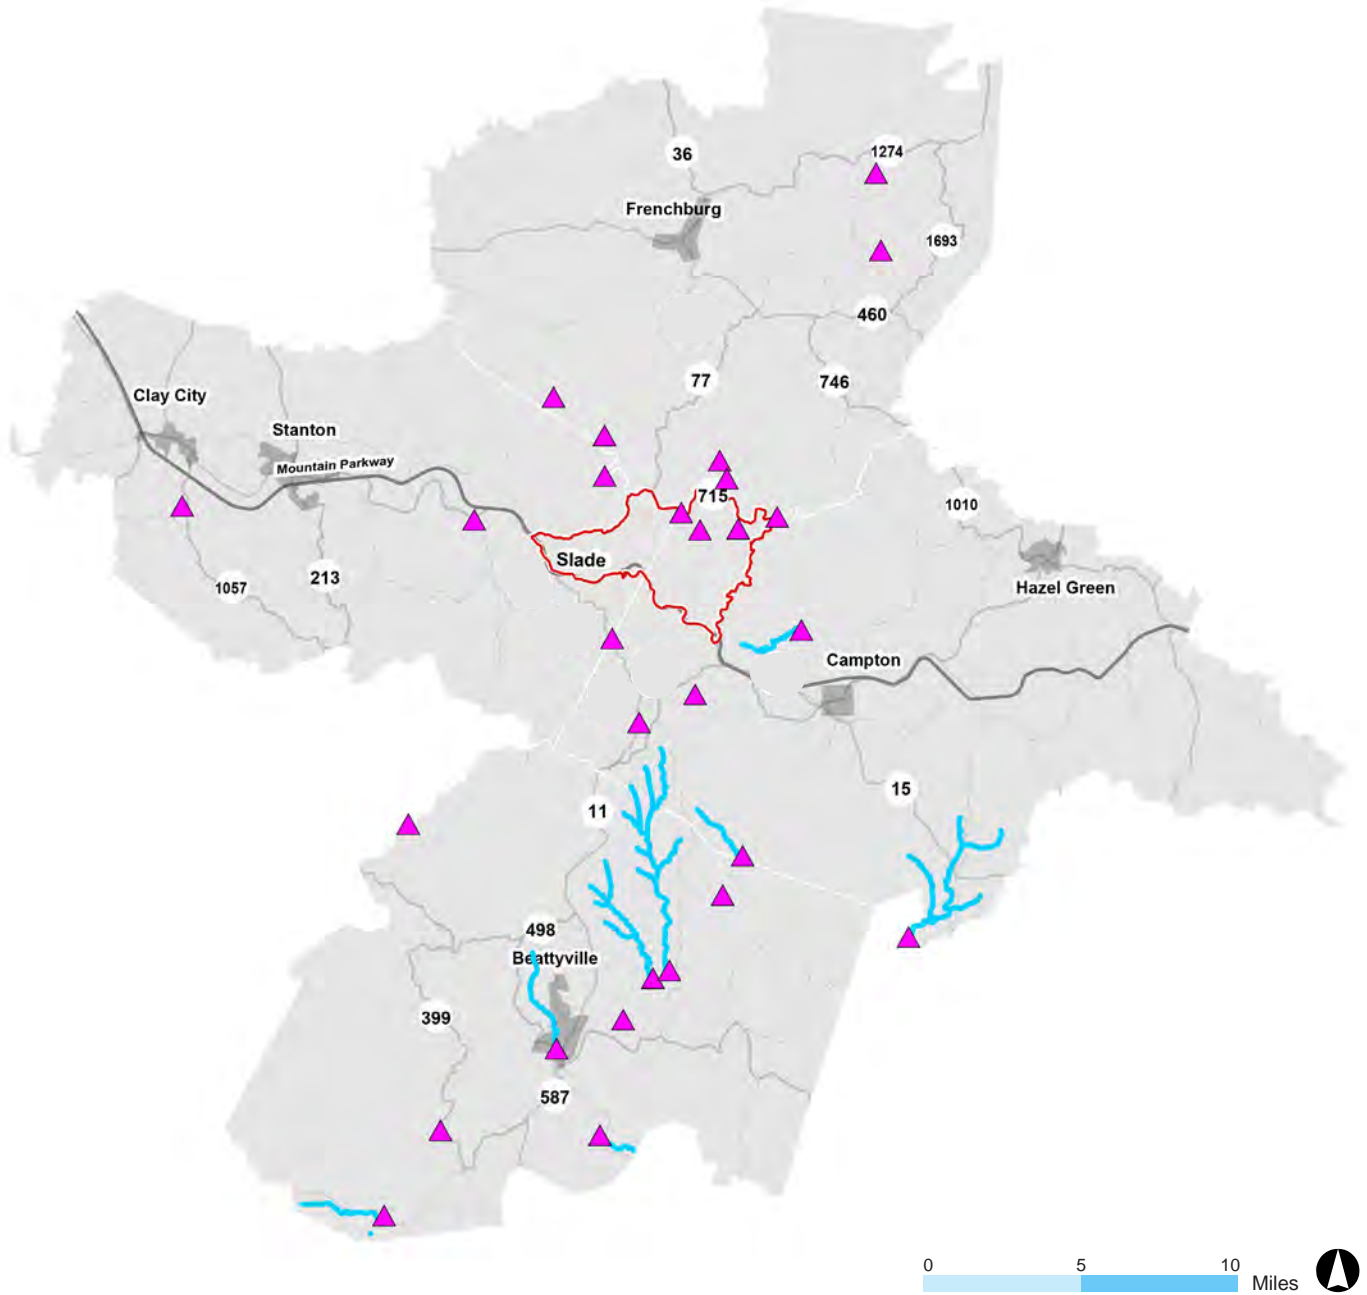 36
1274
Frenchburg
1693
460
77
746
Clay City
Stanton
Mountain Parkway
715
1010
Slade
213
1057
Hazel Green
Campton
15
11
498
Beattyville
399
587
0 5 10
Miles